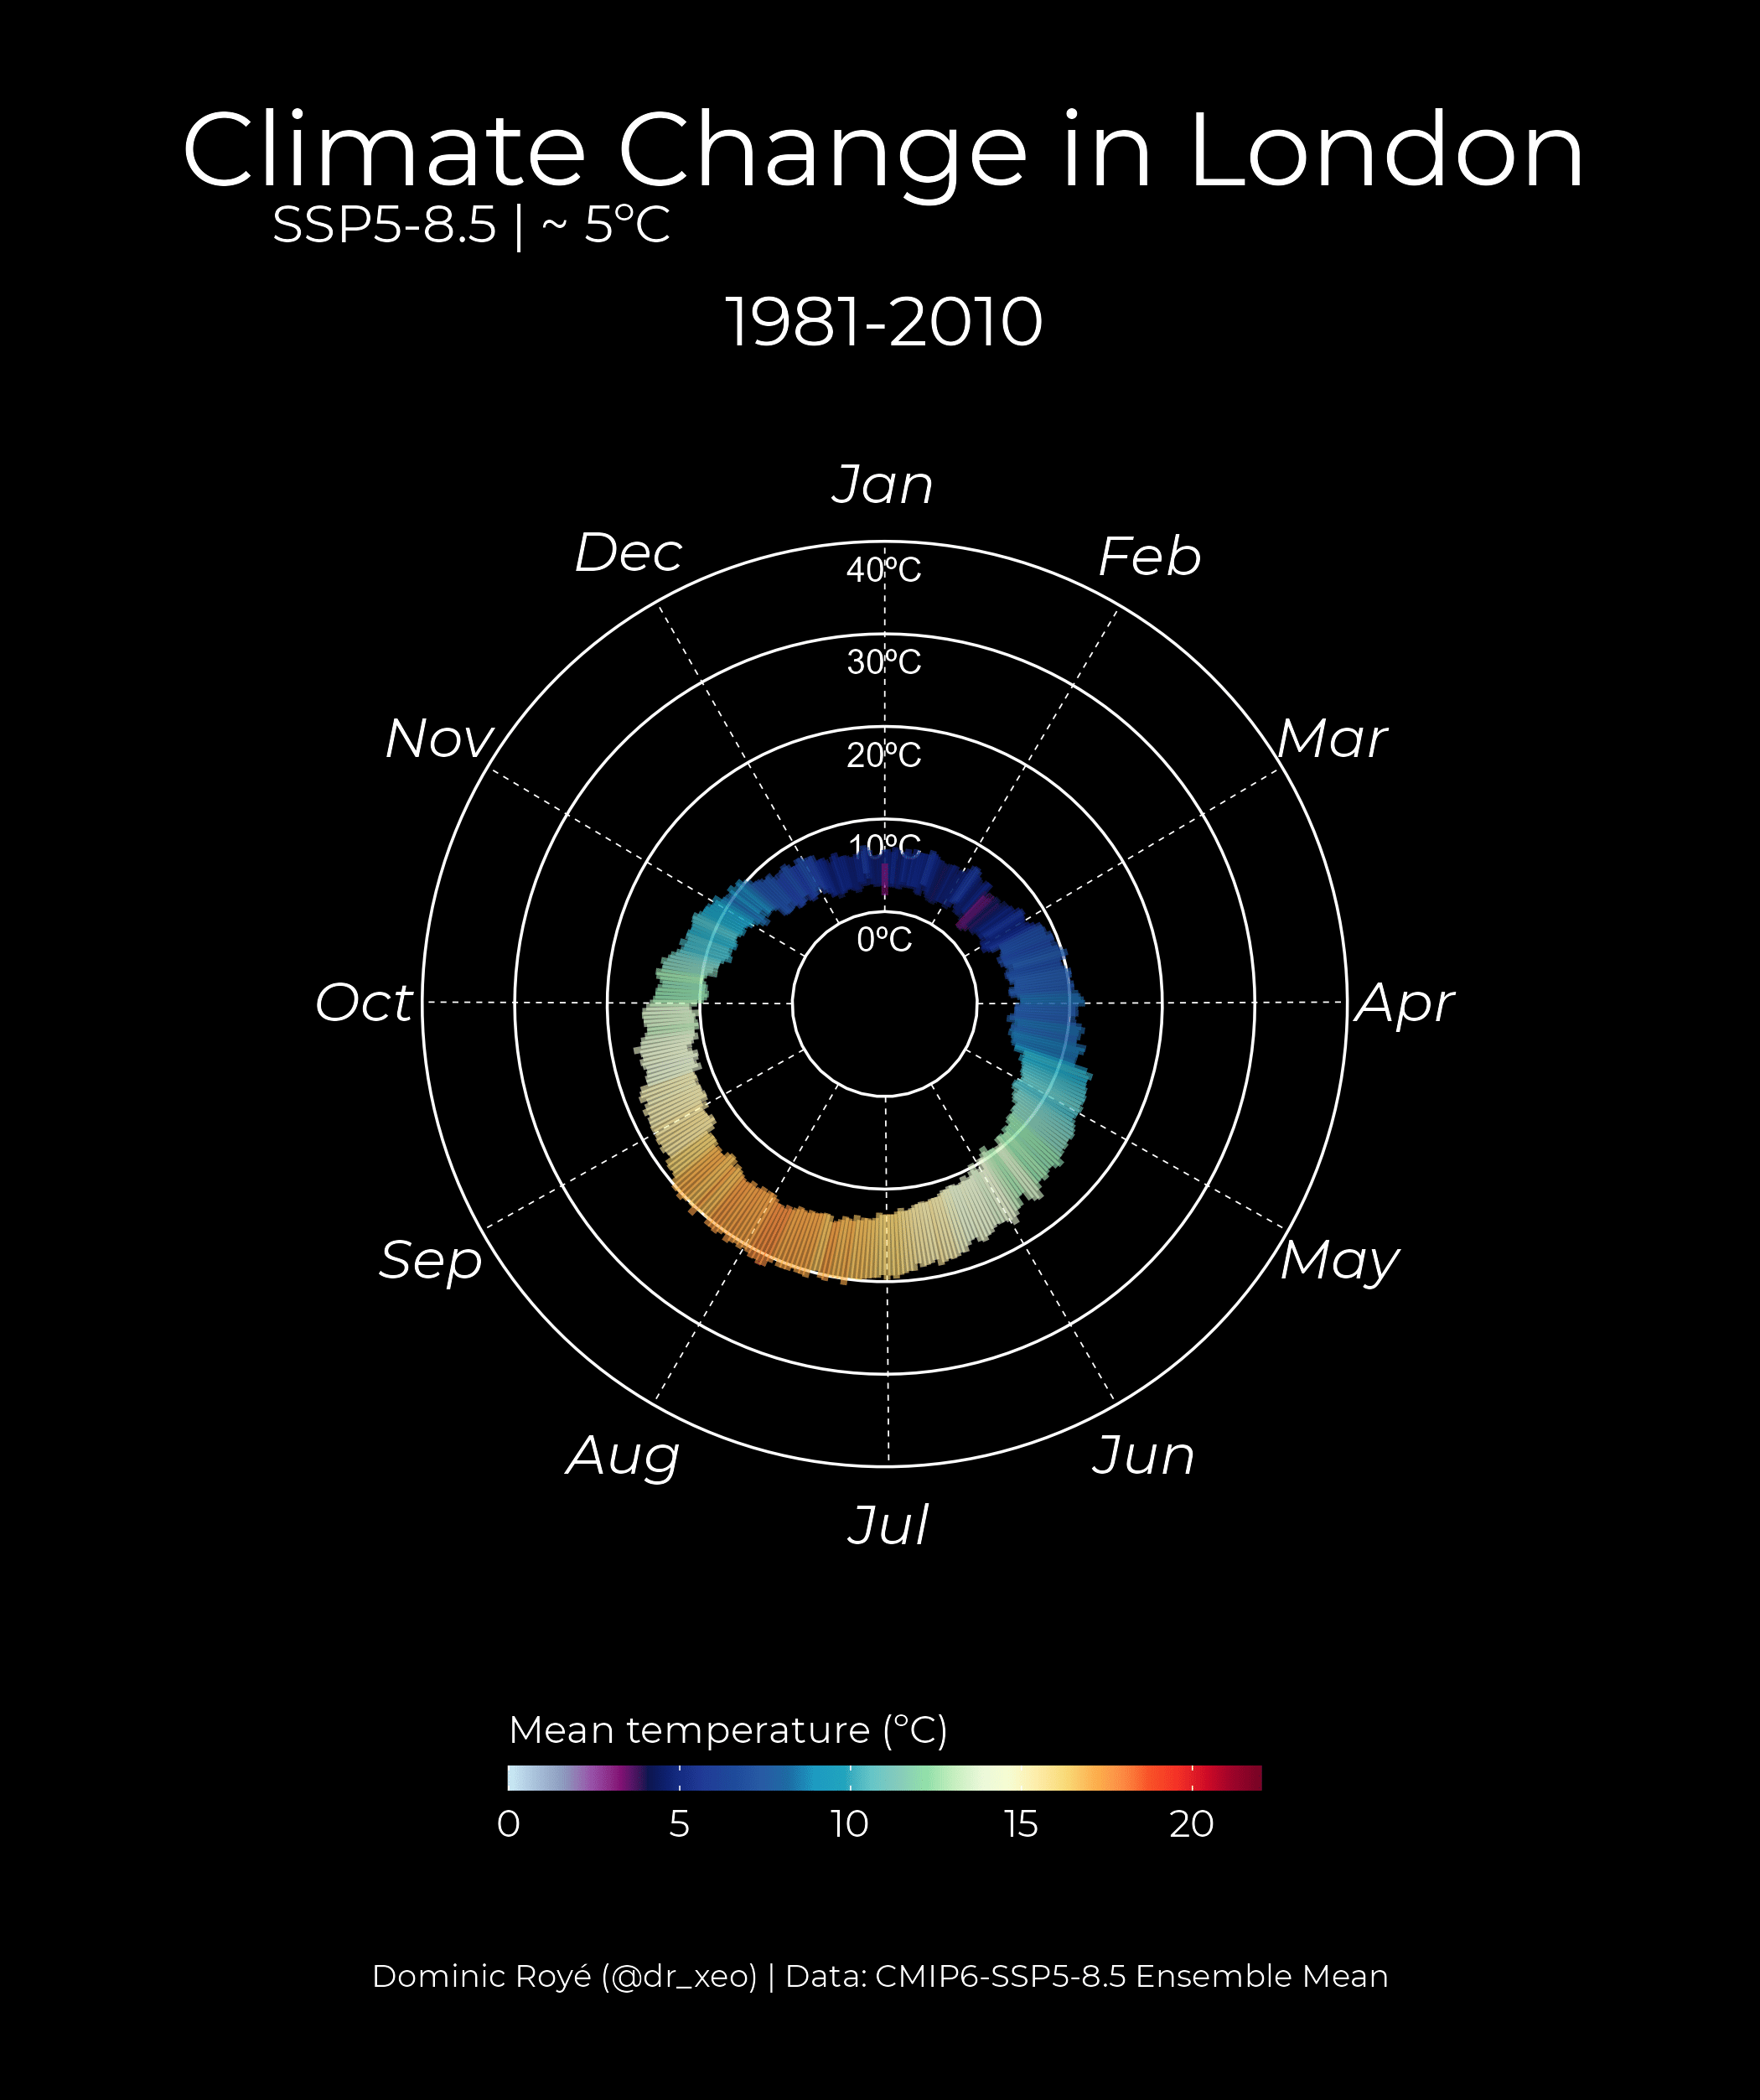 Climate Change in London
SSP5-8.5 | ~ 5ºC
1981-2010
Jan
Dec
Feb
40ºC
30ºC
Nov
Mar
20ºC
10ºC
0ºC
Oct
Apr
Sep
May
Aug
Jun
Jul
Mean temperature (ºC)
0 5 10 15 20
Dominic Royé (@dr_xeo) | Data: CMIP6-SSP5-8.5 Ensemble Mean